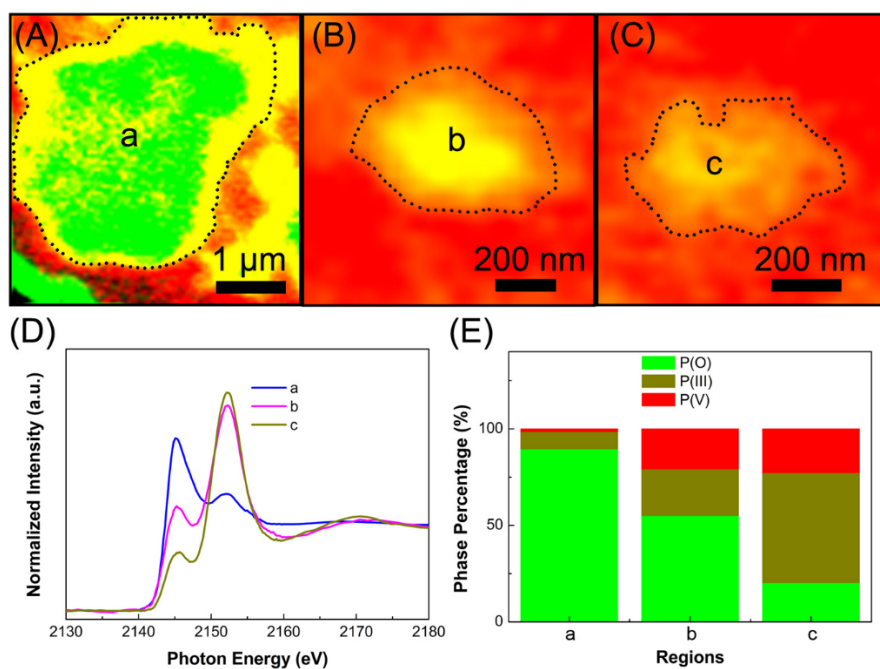 (A)
a
1 µm
(B)
b
200 nm
(C)
c
200 nm
(D)
Normalized Intensity (a.u.)
a
b
c
2130 2140 2150 2160 2170 2180
Photon Energy (eV)
(E)
Phase Percentage (%)
P(O)
P(III)
P(V)
100
50
0
a b c
Regions